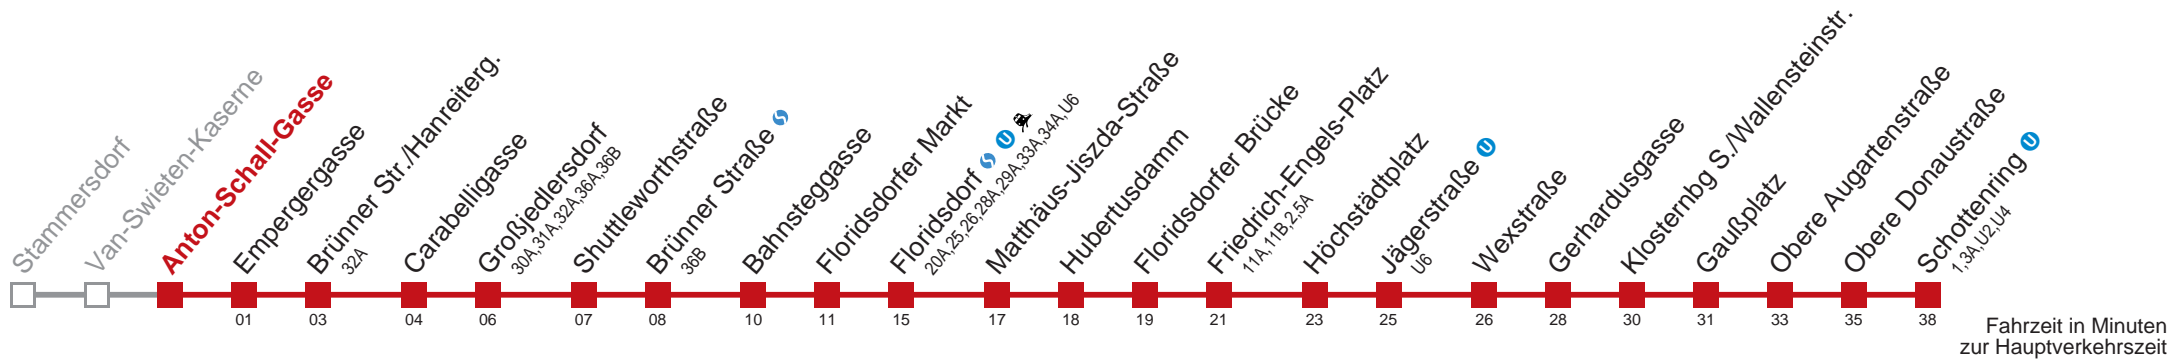 Stammersdorf
Van-Swieten-Kaserne
Anton-Schall-Gasse
Empergergasse
01
Brünner Str./Hanreiterg.
32A
03
Carabelligasse
04
Großjedlersdorf
30A,31A,32A,36A,36B
06
Shuttleworthstraße
07
Brünner Straße
36B
08
Bahnsteggasse
10
Floridsdorfer Markt
11
Floridsdorf U
20A,25,26,28A,29A,33A,34A,U6
15
Matthäus-Jiszda-Straße
17
Hubertusdamm
18
Floridsdorfer Brücke
19
Friedrich-Engels-Platz
11A,11B,2,5A
21
Höchstädtplatz
23
Jägerstraße U
U6
25
Wexstraße
26
Gerhardusgasse
28
Klosternbg S./Wallensteinstr.
30
Gaußplatz
31
Obere Augartenstraße
33
Obere Donaustraße
35
Schottenring U
1,3A,U2,U4
38
Fahrzeit in Minuten
zur Hauptverkehrszeit